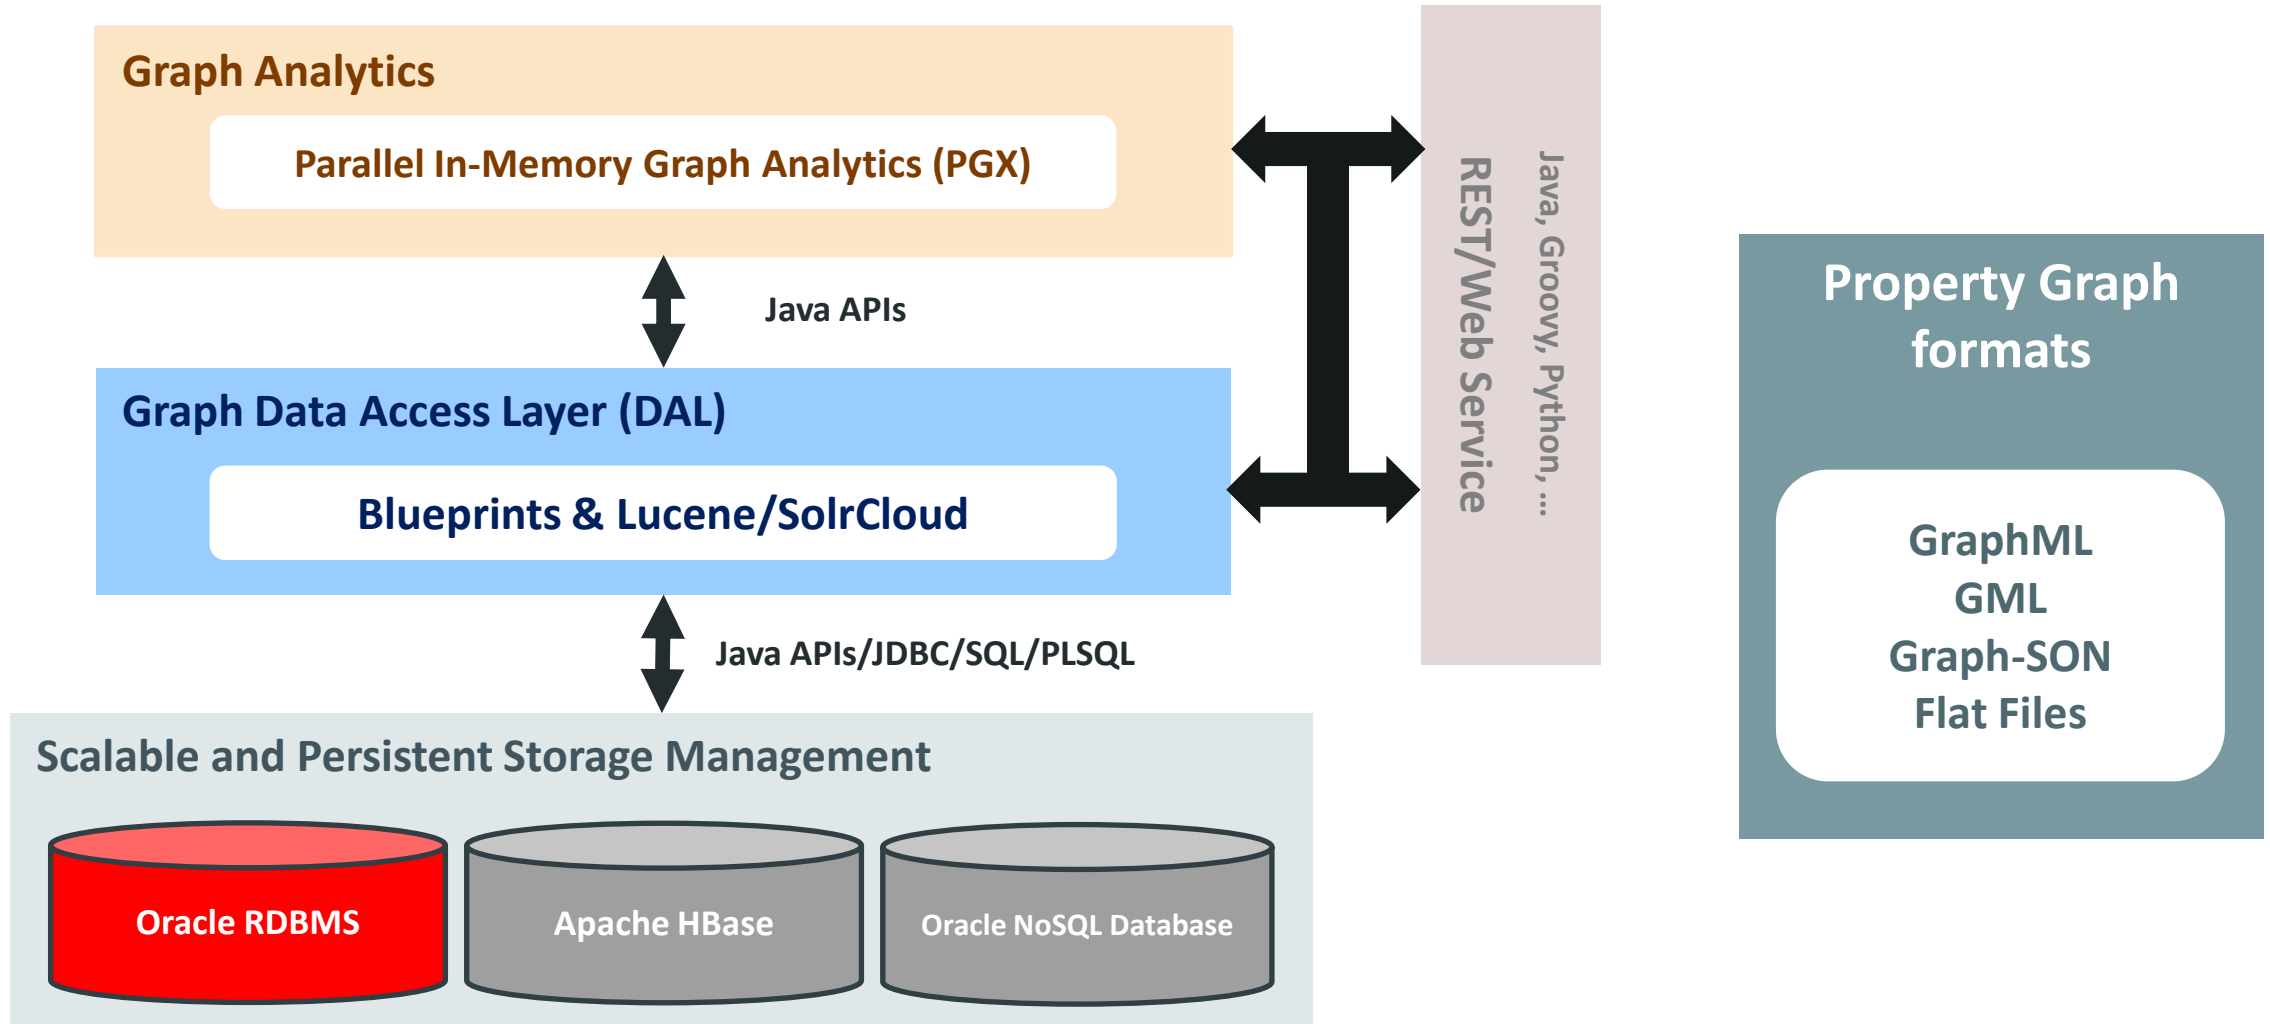 Graph Analytics
Parallel In-Memory Graph Analytics (PGX)
Java APIs
Graph Data Access Layer (DAL)
Blueprints & Lucene/SolrCloud
Java APIs/JDBC/SQL/PLSQL
Scalable and Persistent Storage Management
Oracle RDBMS
Apache HBase
Oracle NoSQL Database
REST/Web Service
Java, Groovy, Python, ...
Property Graph
formats
GraphML
GML
Graph-SON
Flat Files